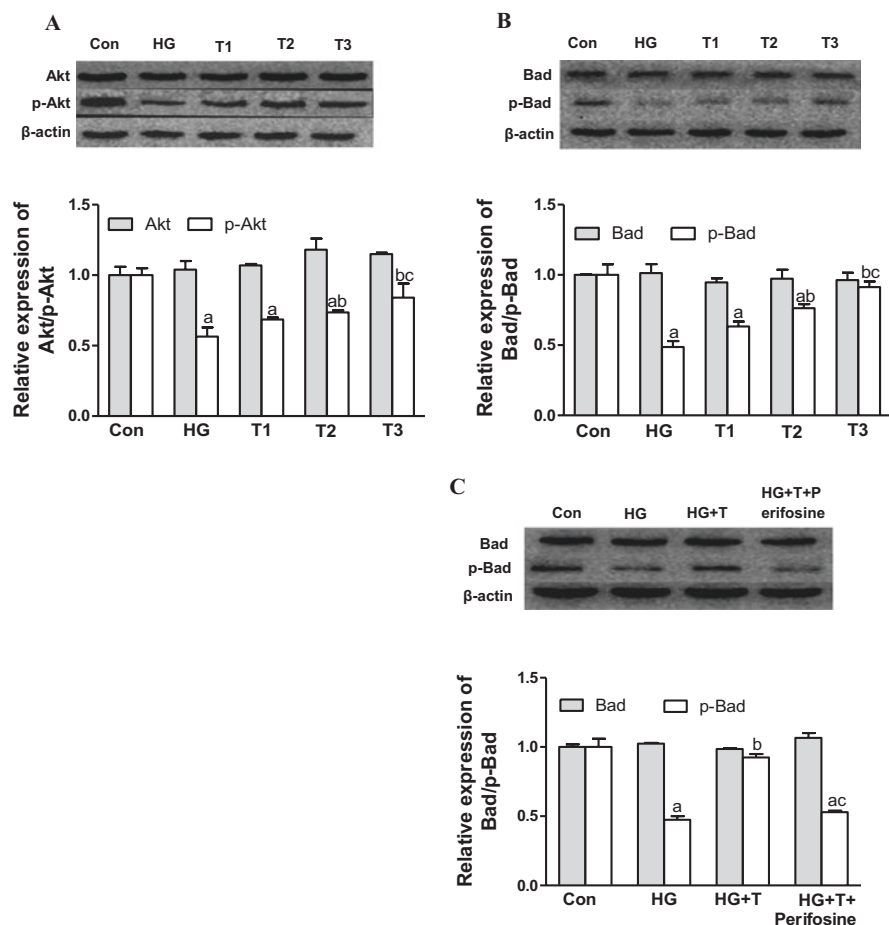 A
Con HG T1 T2 T3
Akt
p-Akt
β-actin
Relative expression of
Akt/p-Akt
1.5
1.0
0.5
0.0
Akt p-Akt
a a ab bc
Con HG T1 T2 T3
B
Con HG T1 T2 T3
Bad
p-Bad
β-actin
Relative expression of
Bad/p-Bad
1.5
1.0
0.5
0.0
Bad p-Bad
a a ab bc
Con HG T1 T2 T3
C
Con HG HG+T HG+T+P
erifosine
Bad
p-Bad
β-actin
Relative expression of
Bad/p-Bad
1.5
1.0
0.5
0.0
Bad p-Bad
a b ac
Con HG HG+T HG+T+
Perifosine